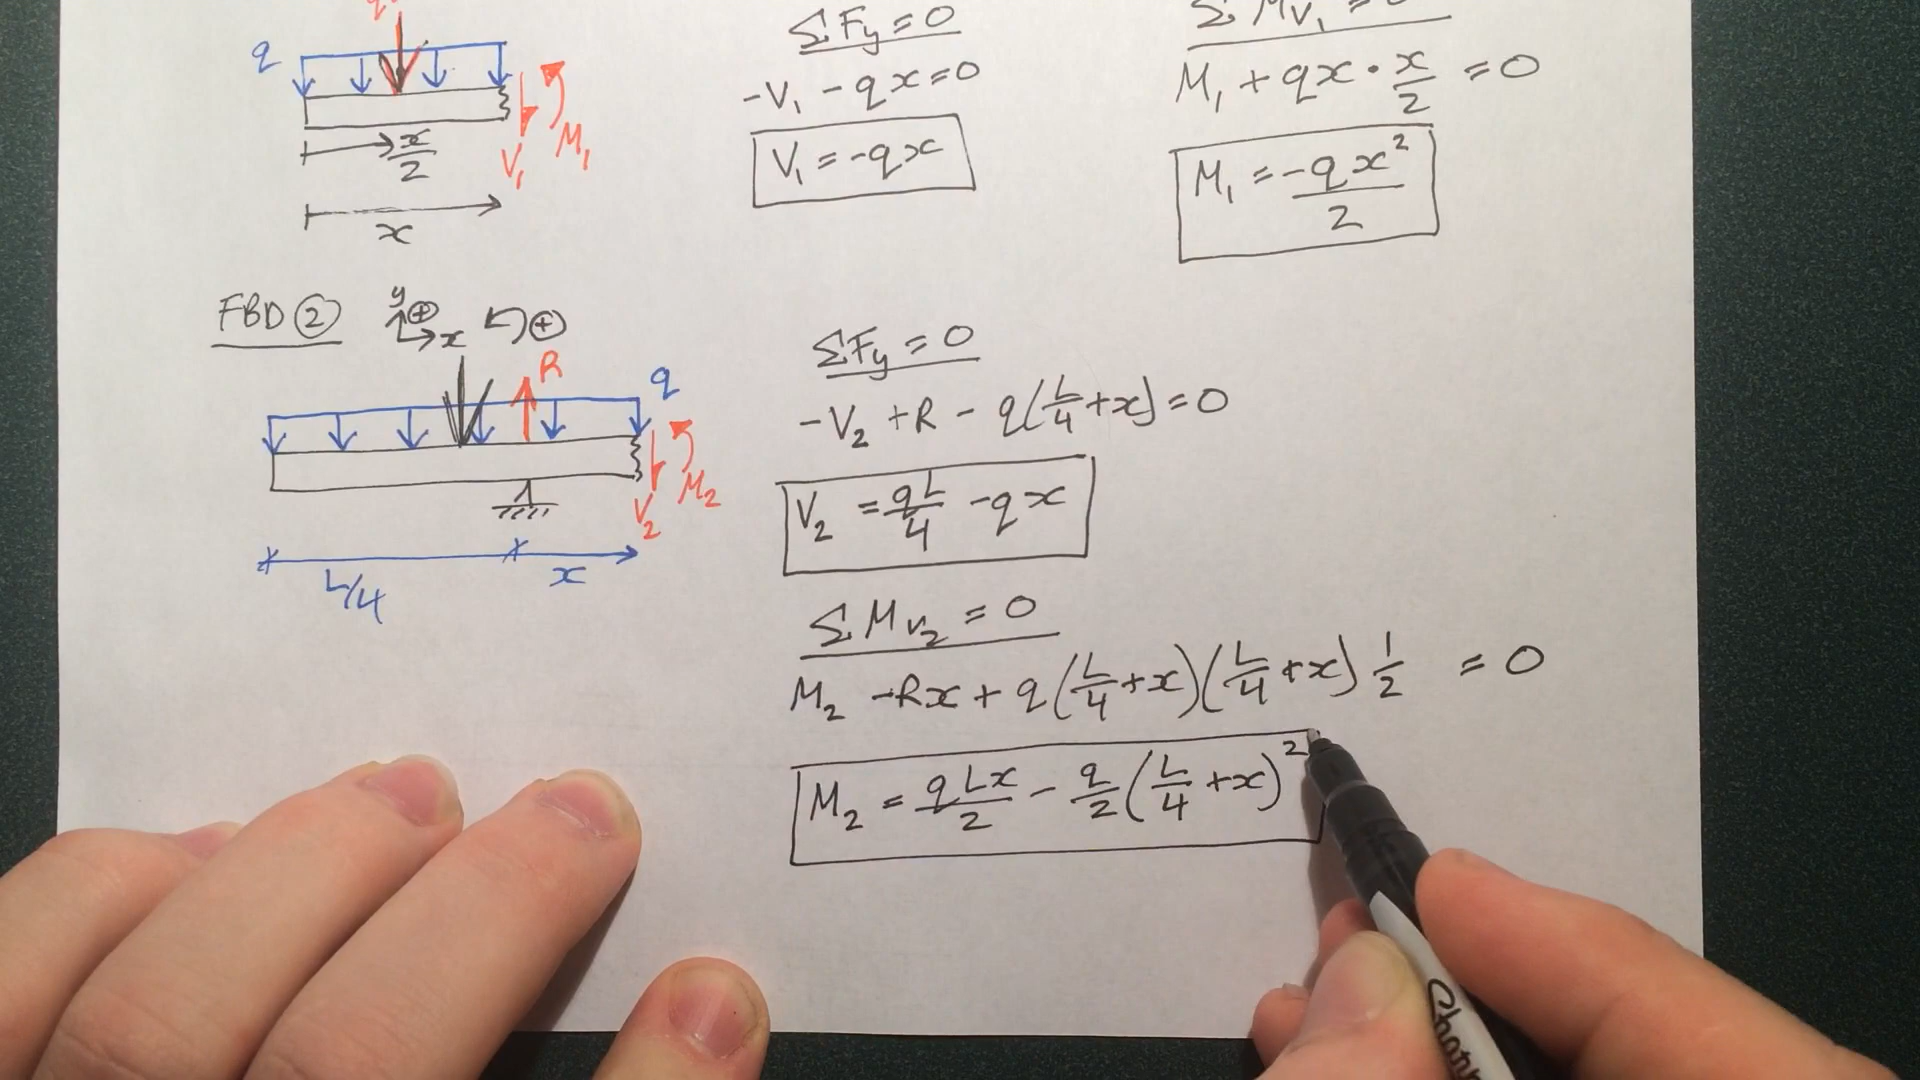 q
V₁
M₁
x/2
x
ΣFy = 0
-V₁ - qx = 0
V₁ = -qx
ΣMv₁ = 0
M₁ + qx · x/2 = 0
M₁ = -qx²/2
FBD ②
y ⊕ x ⊕
R
q
V₂
M₂
L/4
x
ΣFy = 0
-V₂ + R - q(L/4 + x) = 0
V₂ = qL/4 - qx
ΣMv₂ = 0
M₂ - Rx + q(L/4 + x)(L/4 + x) 1/2 = 0
M₂ = qLx/2 - q/2 (L/4 + x)²